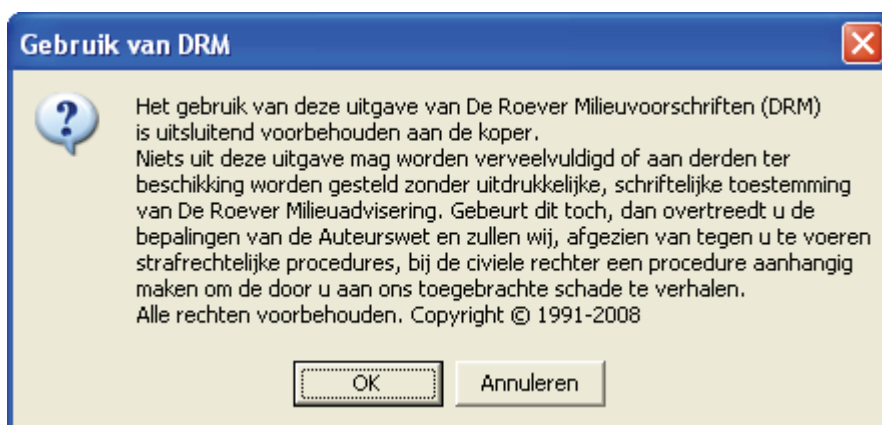 Gebruik van DRM
Het gebruik van deze uitgave van De Roever Milieuvoorschriften (DRM)
is uitsluitend voorbehouden aan de koper.
Niets uit deze uitgave mag worden verveelvuldigd of aan derden ter
beschikking worden gesteld zonder uitdrukkelijke, schriftelijke toestemming
van De Roever Milieuadvisering. Gebeurt dit toch, dan overtreedt u de
bepalingen van de Auteurswet en zullen wij, afgezien van tegen u te voeren
strafrechtelijke procedures, bij de civiele rechter een procedure aanhangig
maken om de door u aan ons toegebrachte schade te verhalen.
Alle rechten voorbehouden. Copyright © 1991-2008
OK
Annuleren